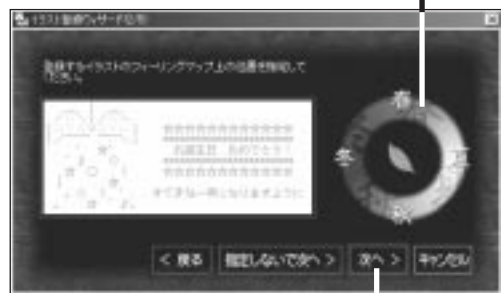 イラスト登録ウィザード(2/8)
登録するイラストのフィーリングマップ上の位置を指定して
ください。
春
夏
秋
冬
お誕生日 おめでとう!
すてきな一年になりますように
< 戻る
指定しないで次へ >
次へ >
キャンセル